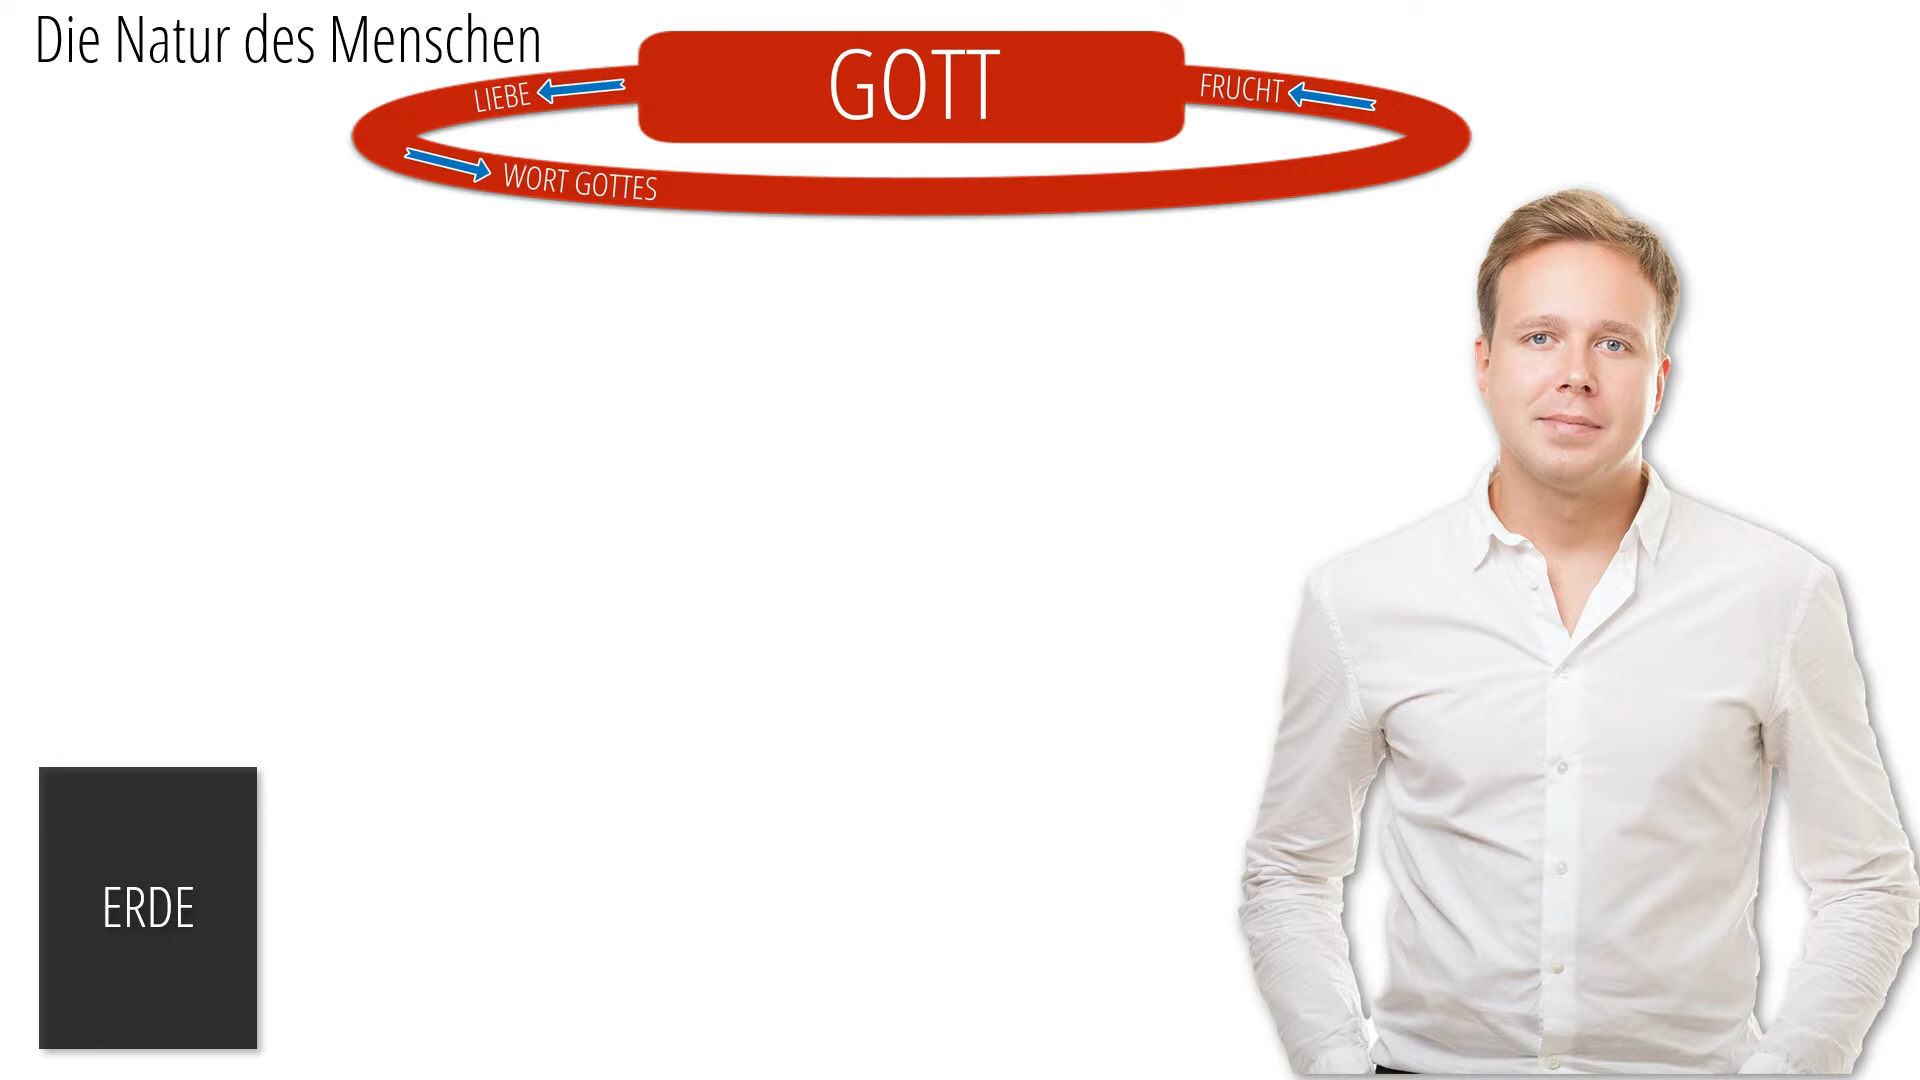 Die Natur des Menschen
GOTT
LIEBE
FRUCHT
WORT GOTTES
ERDE